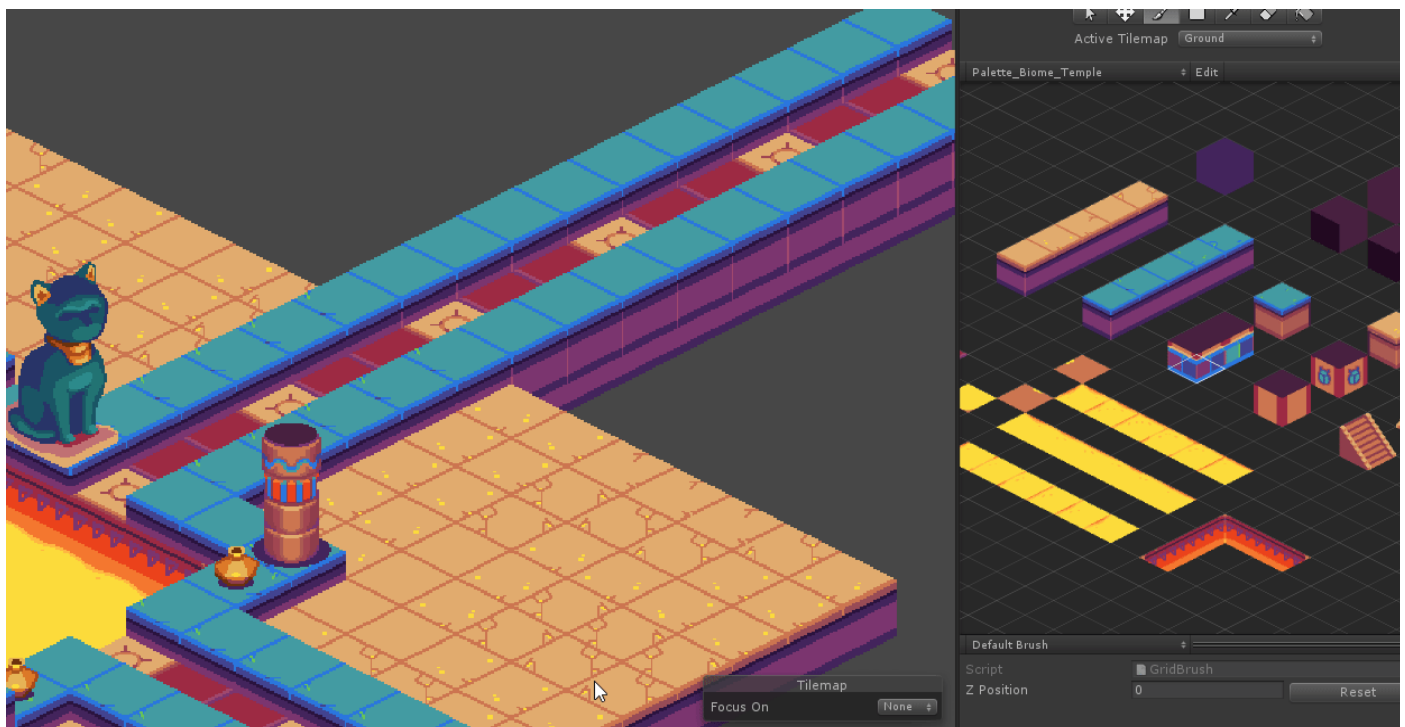 Active Tilemap Ground
Palette_Biome_Temple Edit
Default Brush
Script GridBrush
Z Position 0 Reset
Tilemap
Focus On None